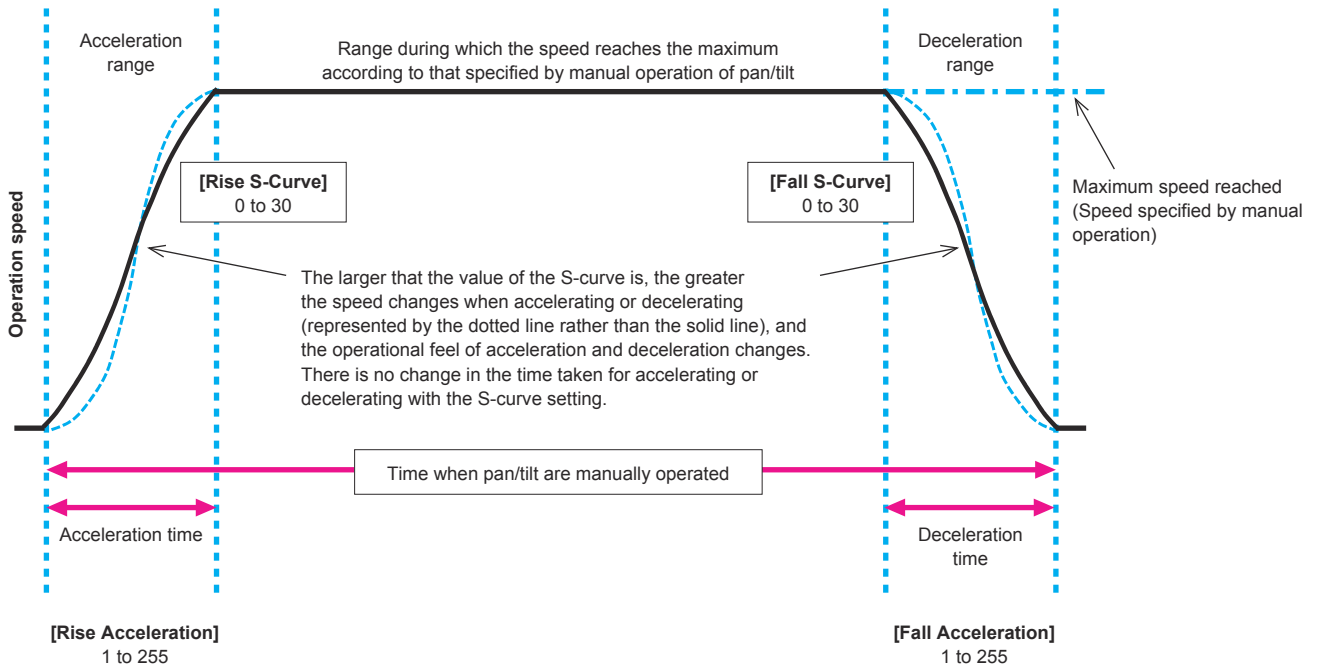 Acceleration
range
Range during which the speed reaches the maximum
according to that specified by manual operation of pan/tilt
Deceleration
range
[Rise S-Curve]
0 to 30
[Fall S-Curve]
0 to 30
Maximum speed reached
(Speed specified by manual
operation)
Operation speed
The larger that the value of the S-curve is, the greater
the speed changes when accelerating or decelerating
(represented by the dotted line rather than the solid line), and
the operational feel of acceleration and deceleration changes.
There is no change in the time taken for accelerating or
decelerating with the S-curve setting.
Time when pan/tilt are manually operated
Acceleration time
Deceleration
time
[Rise Acceleration]
1 to 255
[Fall Acceleration]
1 to 255